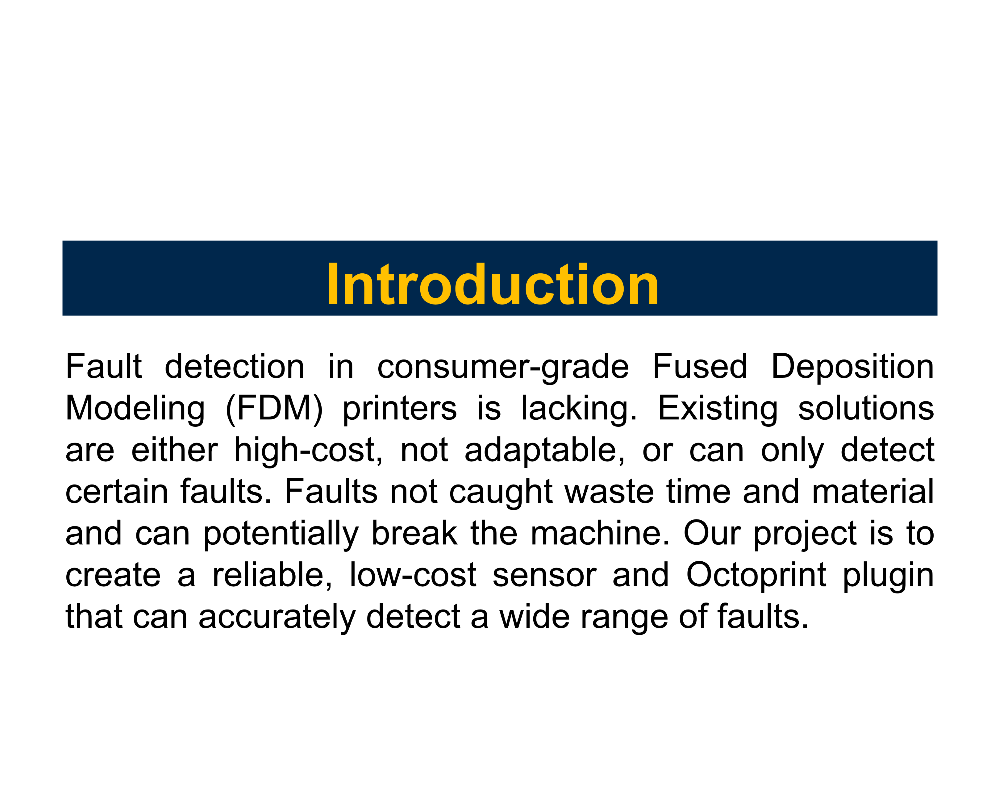 Introduction
Fault detection in consumer-grade Fused Deposition
Modeling (FDM) printers is lacking. Existing solutions
are either high-cost, not adaptable, or can only detect
certain faults. Faults not caught waste time and material
and can potentially break the machine. Our project is to
create a reliable, low-cost sensor and Octoprint plugin
that can accurately detect a wide range of faults.